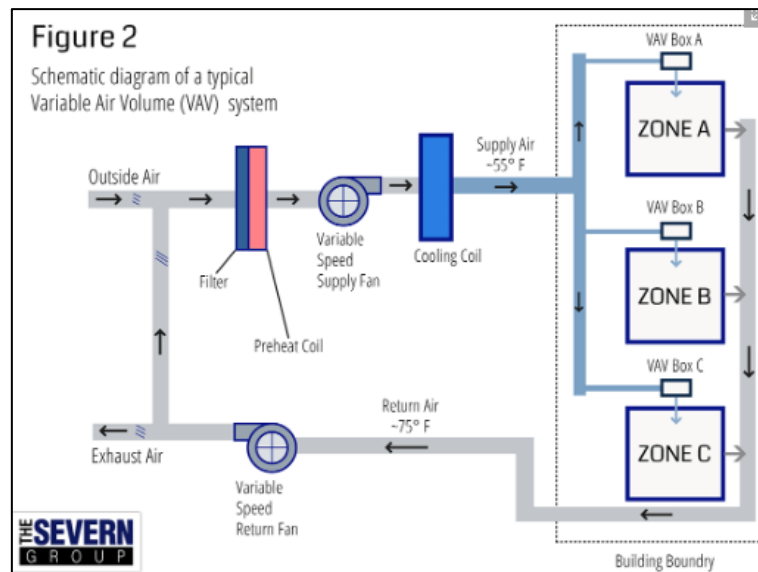 Figure 2
Schematic diagram of a typical
Variable Air Volume (VAV) system
VAV Box A
ZONE A
Supply Air
~55° F
Outside Air
Variable
Speed
Supply Fan
Cooling Coil
Filter
Preheat Coil
VAV Box B
ZONE B
VAV Box C
ZONE C
Return Air
~75° F
Exhaust Air
Variable
Speed
Return Fan
THE SEVERN
GROUP
Building Boundry